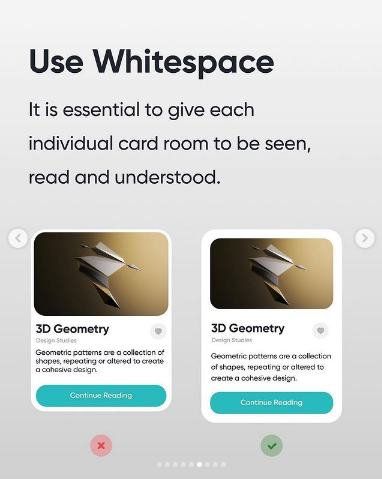 Use Whitespace
It is essential to give each
individual card room to be seen,
read and understood.
3D Geometry
Design Studies
Geometric patterns are a collection of
shapes, repeating or altered to create
a cohesive design.
Continue Reading
3D Geometry
Design Studies
Geometric patterns are a collection
of shapes, repeating or altered to
create a cohesive design.
Continue Reading